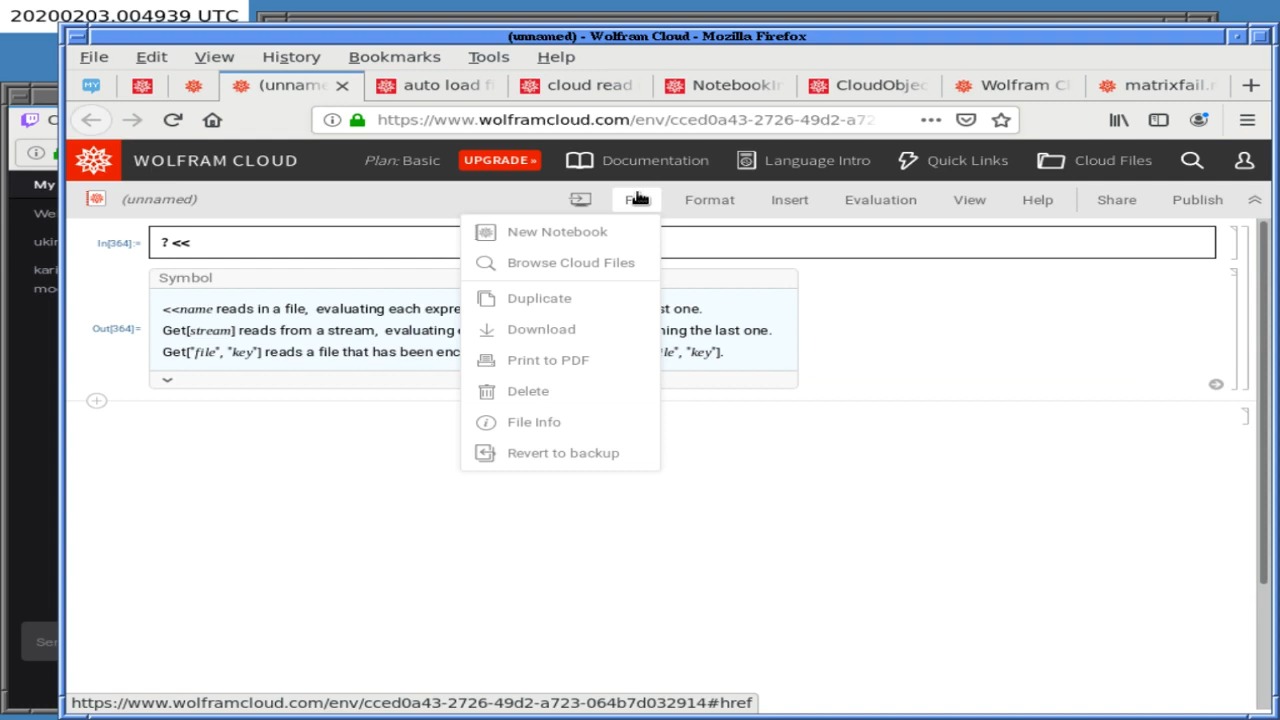 20200203.004939 UTC
(unnamed) - Wolfram Cloud - Mozilla Firefox
File Edit View History Bookmarks Tools Help
MY (unname auto load f cloud read NotebookIn CloudObjec Wolfram Cl matrixfail.n
https://www.wolframcloud.com/env/cced0a43-2726-49d2-a72
WOLFRAM CLOUD Plan: Basic UPGRADE » Documentation Language Intro Quick Links Cloud Files
My
(unnamed) Format Insert Evaluation View Help Share Publish
We
New Notebook
In[364]:= ? <<
ukin
Browse Cloud Files
kari
Symbol
mo
Duplicate
<<name reads in a file, evaluating each expre st one.
Out[364]= Get[stream] reads from a stream, evaluating ning the last one.
Download
Get["file", "key"] reads a file that has been enc le", "key"].
Print to PDF
Delete
File Info
Revert to backup
Sen
https://www.wolframcloud.com/env/cced0a43-2726-49d2-a723-064b7d032914#href